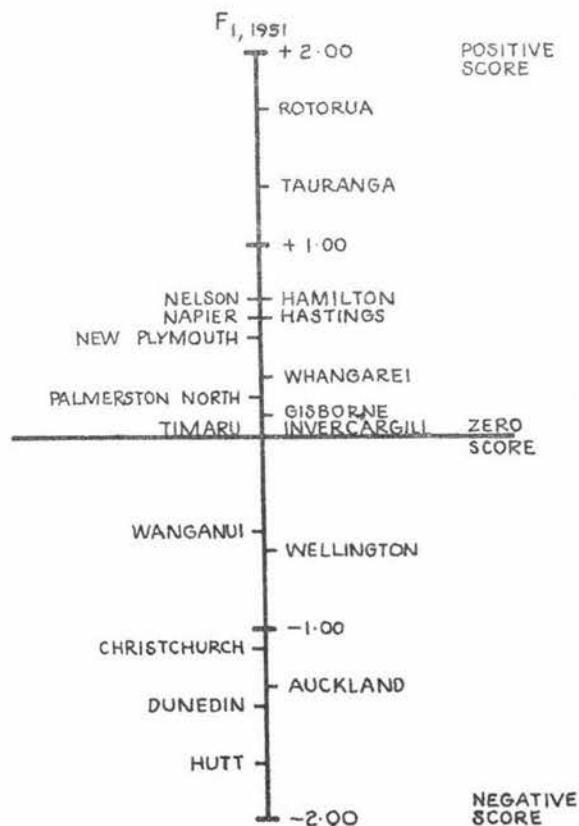 F1, 1951
+ 2·00 POSITIVE
SCORE
ROTORUA
TAURANGA
+ 1·00
NELSON HAMILTON
NAPIER HASTINGS
NEW PLYMOUTH
WHANGAREI
PALMERSTON NORTH
GISBORNE
TIMARU INVERCARGILL ZERO
SCORE
WANGANUI
WELLINGTON
-1·00
CHRISTCHURCH
AUCKLAND
DUNEDIN
HUTT
NEGATIVE
-2·00 SCORE